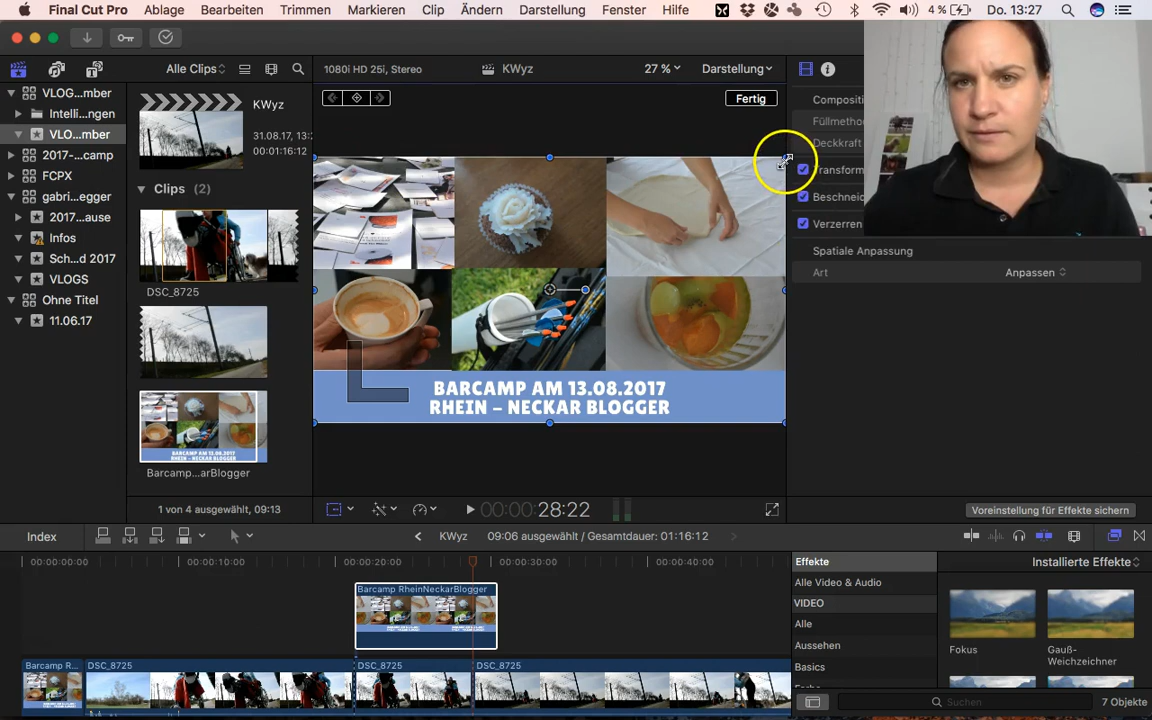 Final Cut Pro Ablage Bearbeiten Trimmen Markieren Clip Ändern Darstellung Fenster Hilfe 4 % Do. 13:27
Alle Clips 1080i HD 25i, Stereo KWyz 27 % Darstellung
VLOG...mber
Intelli...ngen
VLO...mber
2017-...camp
FCPX
gabri...egger
2017...ause
Infos
Sch...d 2017
VLOGS
Ohne Titel
11.06.17
KWyz
31.08.17, 13:
00:01:16:12
Clips (2)
DSC_8725
Barcamp...arBlogger
1 von 4 ausgewählt, 09:13
Fertig
BARCAMP AM 13.08.2017
RHEIN – NECKAR BLOGGER
00:00:00:28:22
Compositi
Füllmetho
Deckkraft
Transform
Beschneid
Verzerren
Spatiale Anpassung
Art Anpassen
Voreinstellung für Effekte sichern
Index KWyz 09:06 ausgewählt / Gesamtdauer: 01:16:12
00:00:00:00 00:00:10:00 00:00:20:00 00:00:30:00 00:00:40:00
Barcamp RheinNeckarBlogger
Barcamp R... DSC_8725 DSC_8725 DSC_8725
Effekte Installierte Effekte
Alle Video & Audio
VIDEO
Alle
Aussehen
Basics
Fokus
Gauß-
Weichzeichner
Suchen 7 Objekte